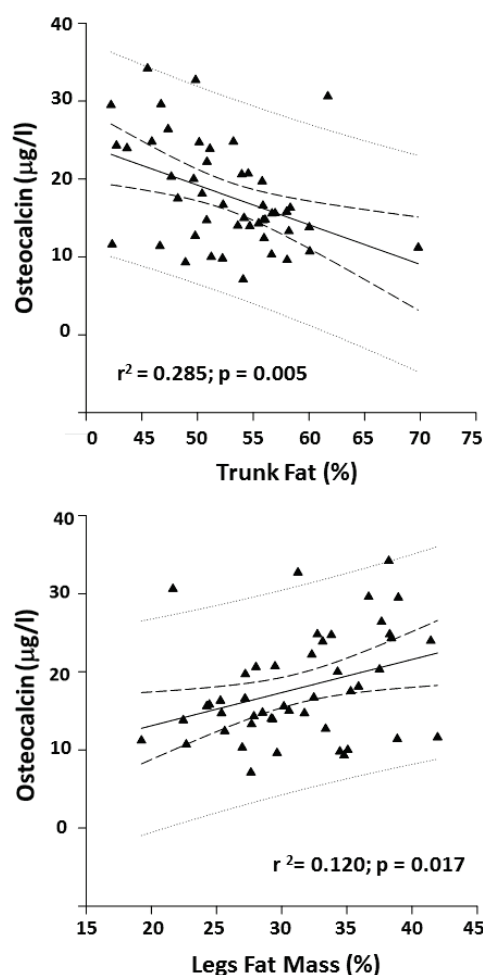 40
30
20
10
0
Osteocalcin (µg/l)
r² = 0.285; p = 0.005
0 45 50 55 60 65 70 75
Trunk Fat (%)
40
30
20
10
0
Osteocalcin (µg/l)
r ²= 0.120; p = 0.017
15 20 25 30 35 40 45
Legs Fat Mass (%)